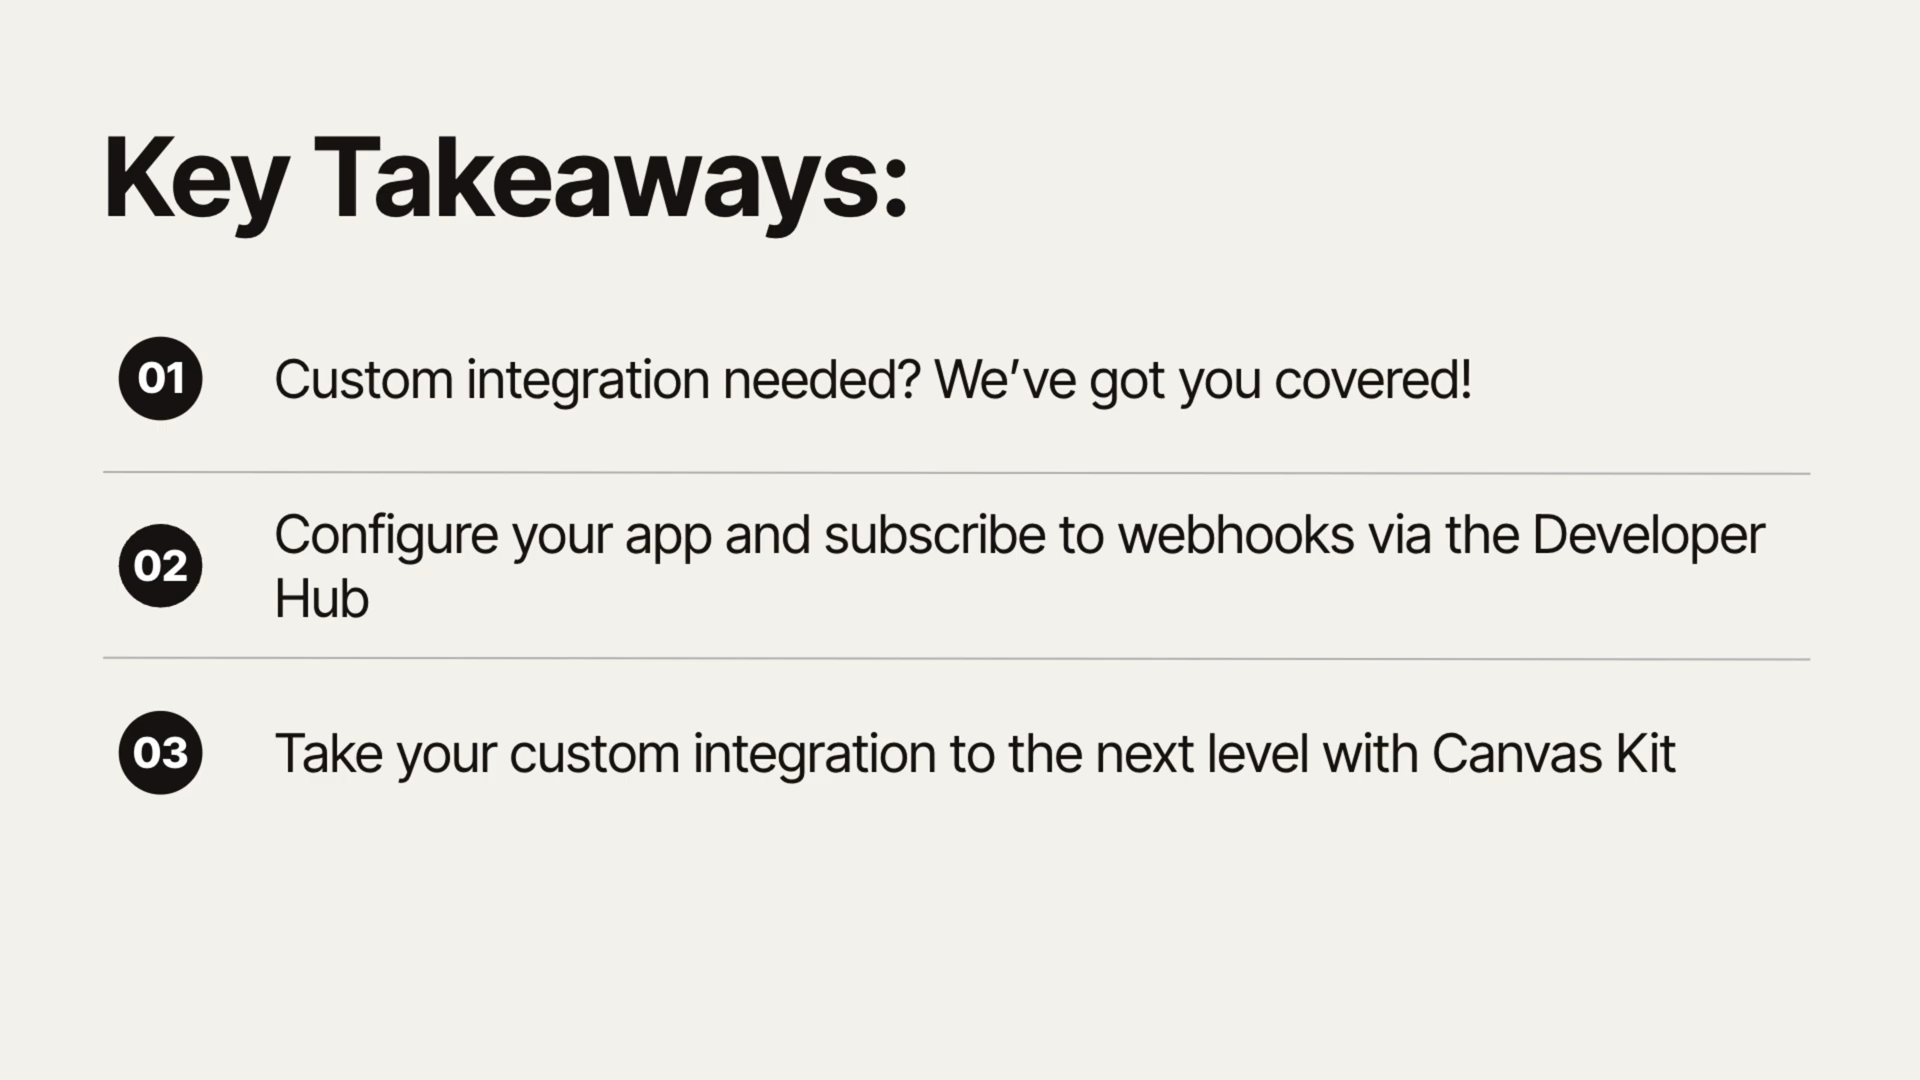 Key Takeaways:
01 Custom integration needed? We’ve got you covered!
02 Configure your app and subscribe to webhooks via the Developer
Hub
03 Take your custom integration to the next level with Canvas Kit